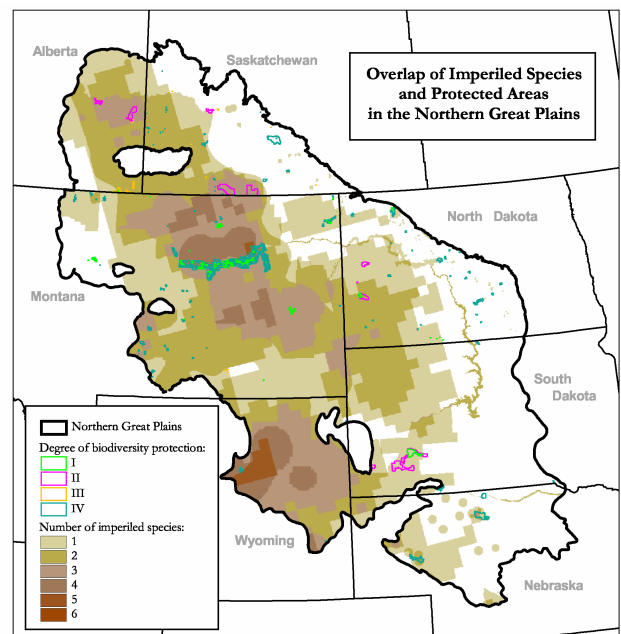 Alberta
Saskatchewan
Overlap of Imperiled Species
and Protected Areas
in the Northern Great Plains
North Dakota
Montana
South
Dakota
Northern Great Plains
Degree of biodiversity protection:
I
II
III
IV
Number of imperiled species:
1
2
3
4
5
6
Wyoming
Nebraska